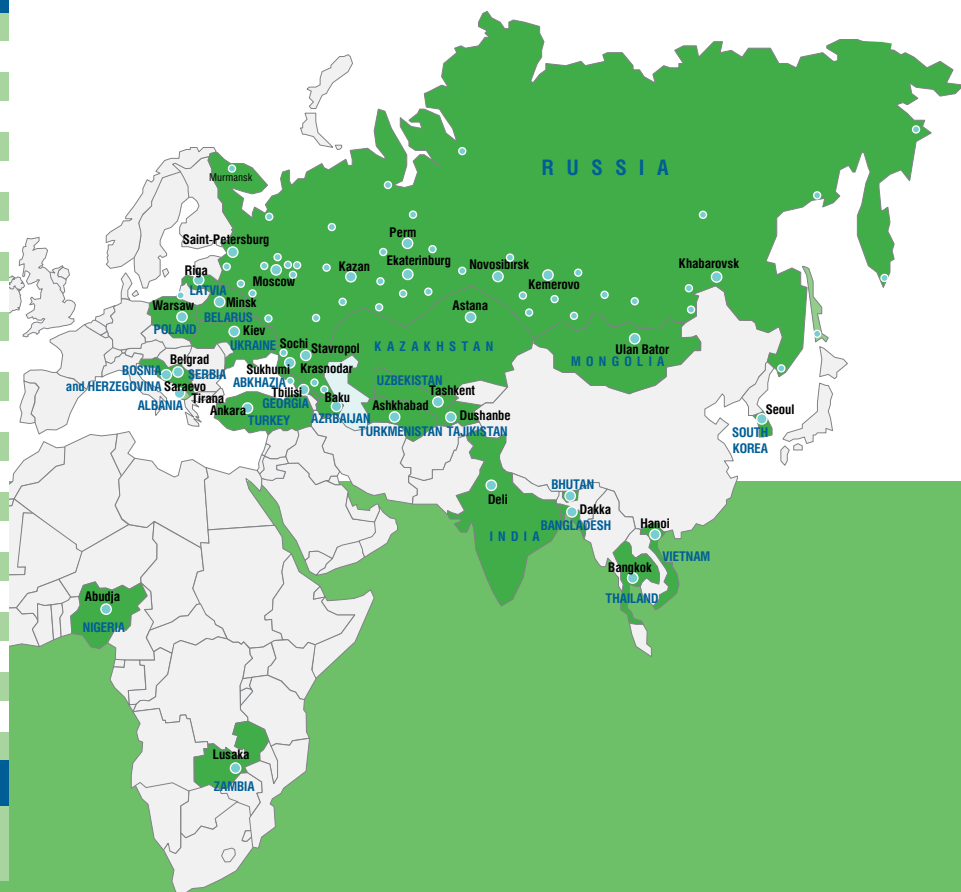 RUSSIA
Murmansk
Saint-Petersburg
Perm
Ekaterinburg
Riga
LATVIA
Moscow
Kazan
Novosibirsk
Kemerovo
Khabarovsk
Warsaw
POLAND
Minsk
BELARUS
Astana
Kiev
UKRAINE
Sochi
Stavropol
KAZAKHSTAN
Ulan Bator
MONGOLIA
Belgrad
BOSNIA
and HERZEGOVINA
SERBIA
Saraevo
Sukhumi
Krasnodar
ABKHAZIA
UZBEKISTAN
Tashkent
Tirana
ALBANIA
Tbilisi
GEORGIA
Baku
AZRBAIJAN
Ankara
TURKEY
Ashkhabad
TURKMENISTAN
Dushanbe
TAJIKISTAN
Seoul
SOUTH
KOREA
Deli
INDIA
BHUTAN
Dakka
BANGLADESH
Hanoi
VIETNAM
Bangkok
THAILAND
Abudja
NIGERIA
Lusaka
ZAMBIA